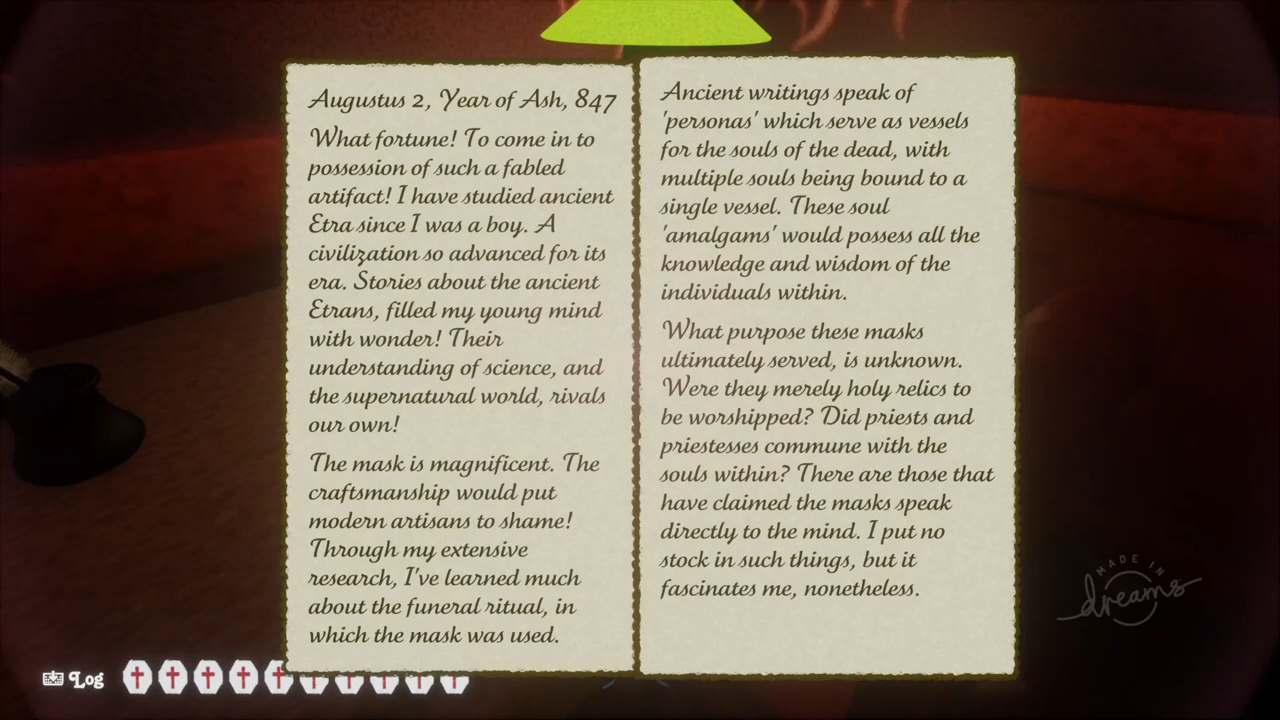 Augustus 2, Year of Ash, 847
What fortune! To come in to
possession of such a fabled
artifact! I have studied ancient
Etra since I was a boy. A
civilization so advanced for its
era. Stories about the ancient
Etrans, filled my young mind
with wonder! Their
understanding of science, and
the supernatural world, rivals
our own!
The mask is magnificent. The
craftsmanship would put
modern artisans to shame!
Through my extensive
research, I've learned much
about the funeral ritual, in
which the mask was used.
Ancient writings speak of
'personas' which serve as vessels
for the souls of the dead, with
multiple souls being bound to a
single vessel. These soul
'amalgams' would possess all the
knowledge and wisdom of the
individuals within.
What purpose these masks
ultimately served, is unknown.
Were they merely holy relics to
be worshipped? Did priests and
priestesses commune with the
souls within? There are those that
have claimed the masks speak
directly to the mind. I put no
stock in such things, but it
fascinates me, nonetheless.
MADE IN
dreams
Log